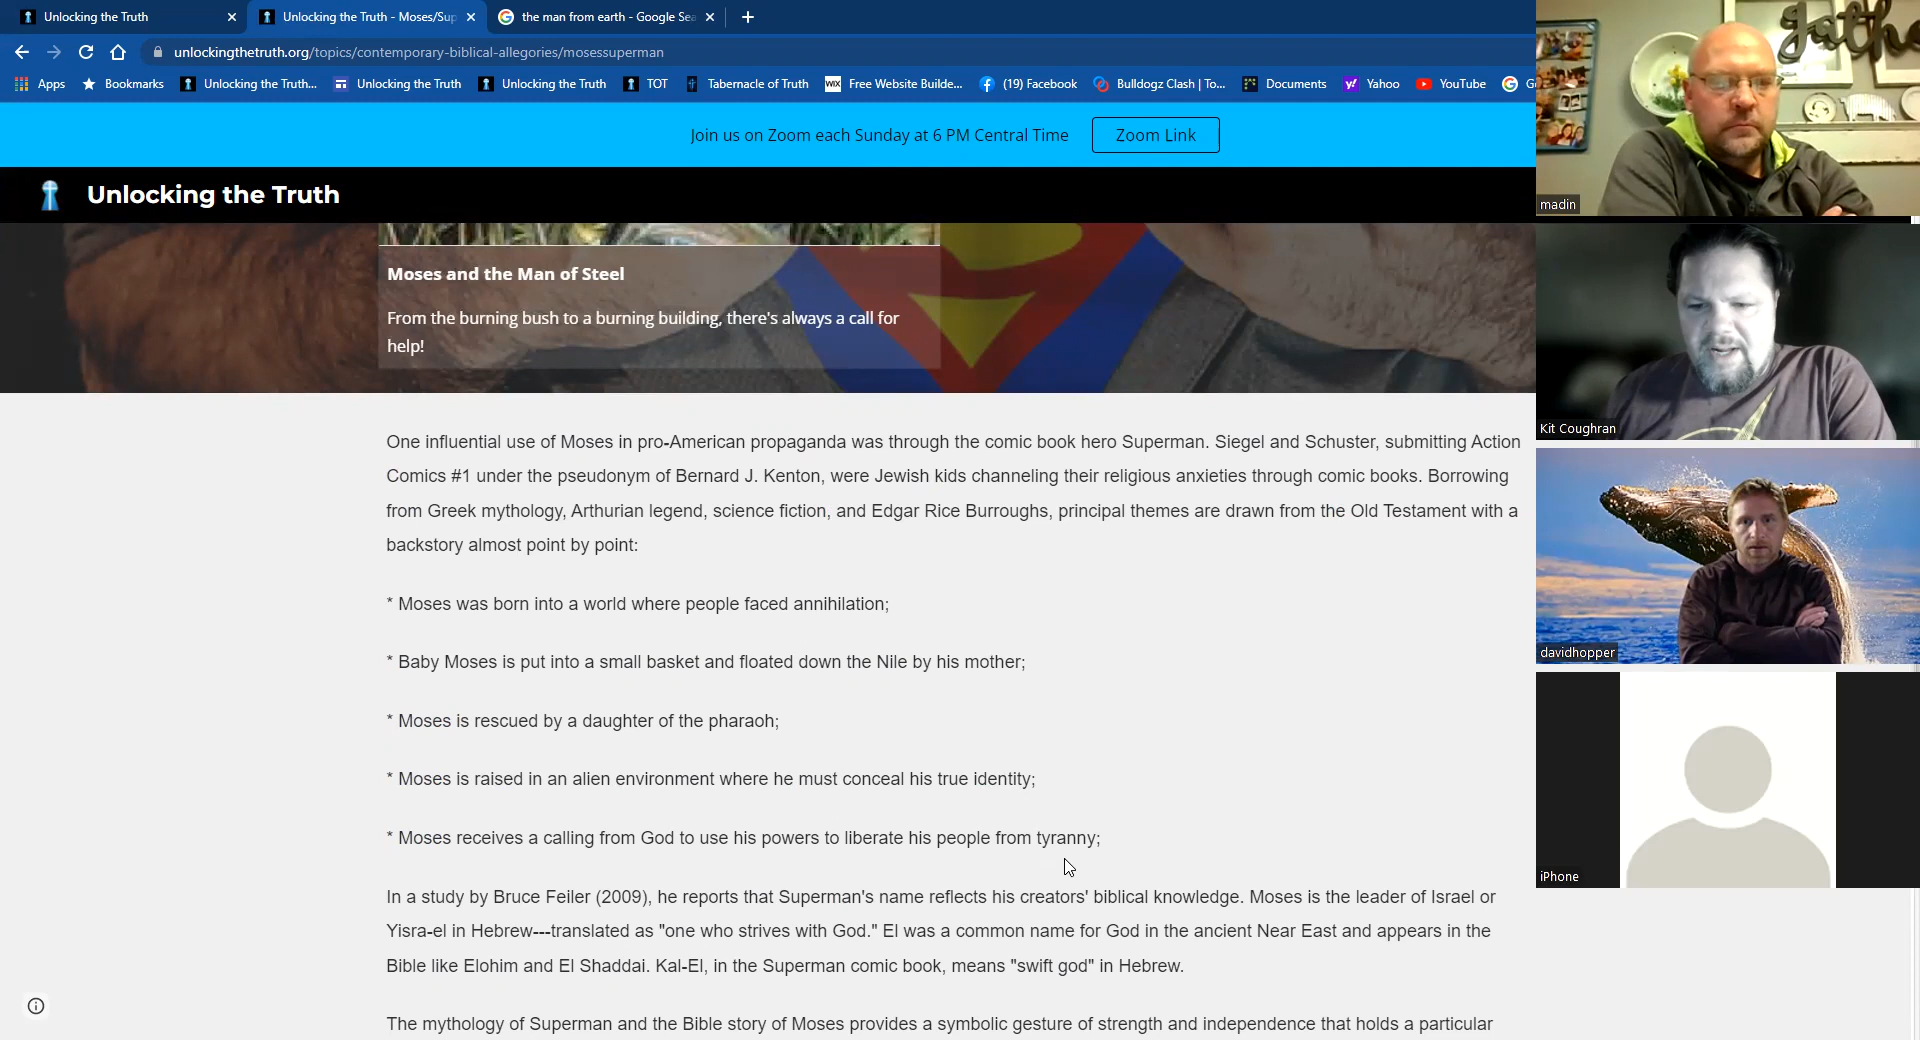 Unlocking the Truth
Unlocking the Truth - Moses/Sup
the man from earth - Google Sea
unlockingthetruth.org/topics/contemporary-biblical-allegories/mosessuperman
Apps
Bookmarks
Unlocking the Truth...
Unlocking the Truth
Unlocking the Truth
TOT
Tabernacle of Truth
WIX
Free Website Builde...
(19) Facebook
Bulldogz Clash | To...
Documents
Yahoo
YouTube
Join us on Zoom each Sunday at 6 PM Central Time
Zoom Link
Unlocking the Truth
Moses and the Man of Steel
From the burning bush to a burning building, there's always a call for
help!
One influential use of Moses in pro-American propaganda was through the comic book hero Superman. Siegel and Schuster, submitting Action
Comics #1 under the pseudonym of Bernard J. Kenton, were Jewish kids channeling their religious anxieties through comic books. Borrowing
from Greek mythology, Arthurian legend, science fiction, and Edgar Rice Burroughs, principal themes are drawn from the Old Testament with a
backstory almost point by point:
* Moses was born into a world where people faced annihilation;
* Baby Moses is put into a small basket and floated down the Nile by his mother;
* Moses is rescued by a daughter of the pharaoh;
* Moses is raised in an alien environment where he must conceal his true identity;
* Moses receives a calling from God to use his powers to liberate his people from tyranny;
In a study by Bruce Feiler (2009), he reports that Superman's name reflects his creators' biblical knowledge. Moses is the leader of Israel or
Yisra-el in Hebrew---translated as "one who strives with God." El was a common name for God in the ancient Near East and appears in the
Bible like Elohim and El Shaddai. Kal-El, in the Superman comic book, means "swift god" in Hebrew.
The mythology of Superman and the Bible story of Moses provides a symbolic gesture of strength and independence that holds a particular
madin
Kit Coughran
davidhopper
iPhone